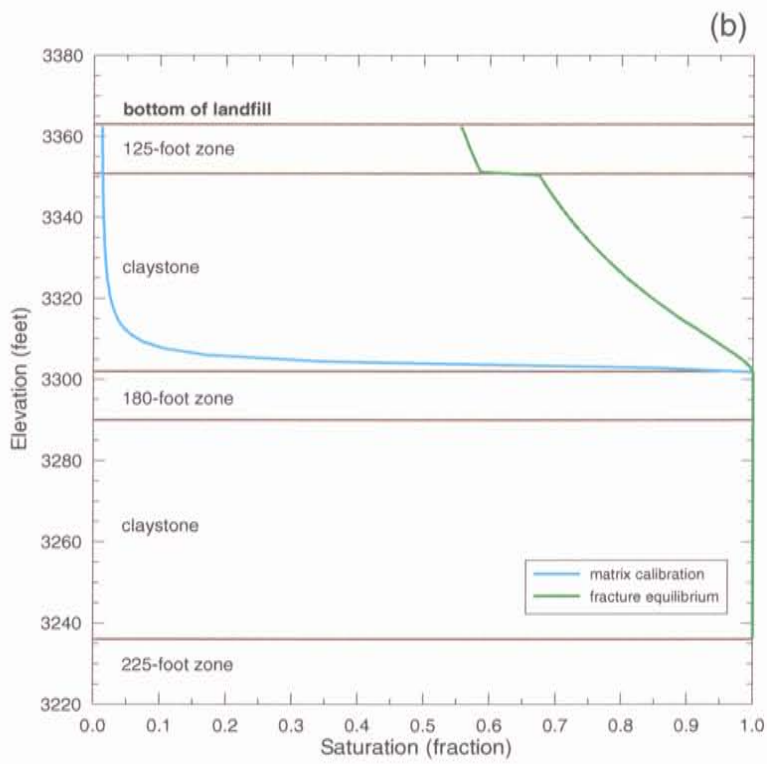 (b)
3380
bottom of landfill
3360
125-foot zone
3340
claystone
3320
3300
180-foot zone
3280
claystone
3260
matrix calibration
fracture equilibrium
3240
225-foot zone
3220
Elevation (feet)
0.0 0.1 0.2 0.3 0.4 0.5 0.6 0.7 0.8 0.9 1.0
Saturation (fraction)